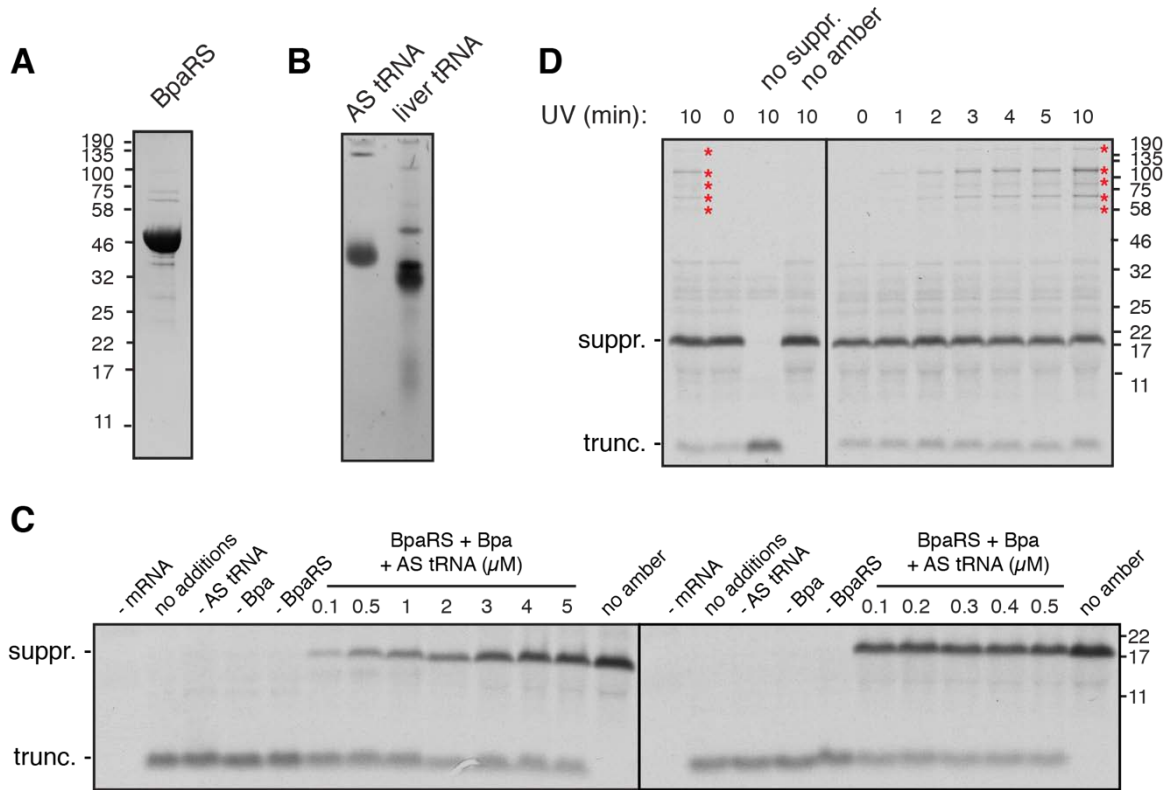 A
BpaRS
190
135
100
75
58
46
32
25
22
17
11
B
AS tRNA
liver tRNA
D
no suppr.
no amber
UV (min): 10 0 10 10 0 1 2 3 4 5 10
* * * * *
* * * * *
190
135
100
75
58
46
32
25
22
17
11
suppr. -
trunc. -
C
- mRNA
no additions
- AS tRNA
- Bpa
- BpaRS
BpaRS + Bpa
+ AS tRNA (µM)
0.1 0.5 1 2 3 4 5
no amber
- mRNA
no additions
- AS tRNA
- Bpa
- BpaRS
BpaRS + Bpa
+ AS tRNA (µM)
0.1 0.2 0.3 0.4 0.5
no amber
suppr. -
trunc. -
22
17
11